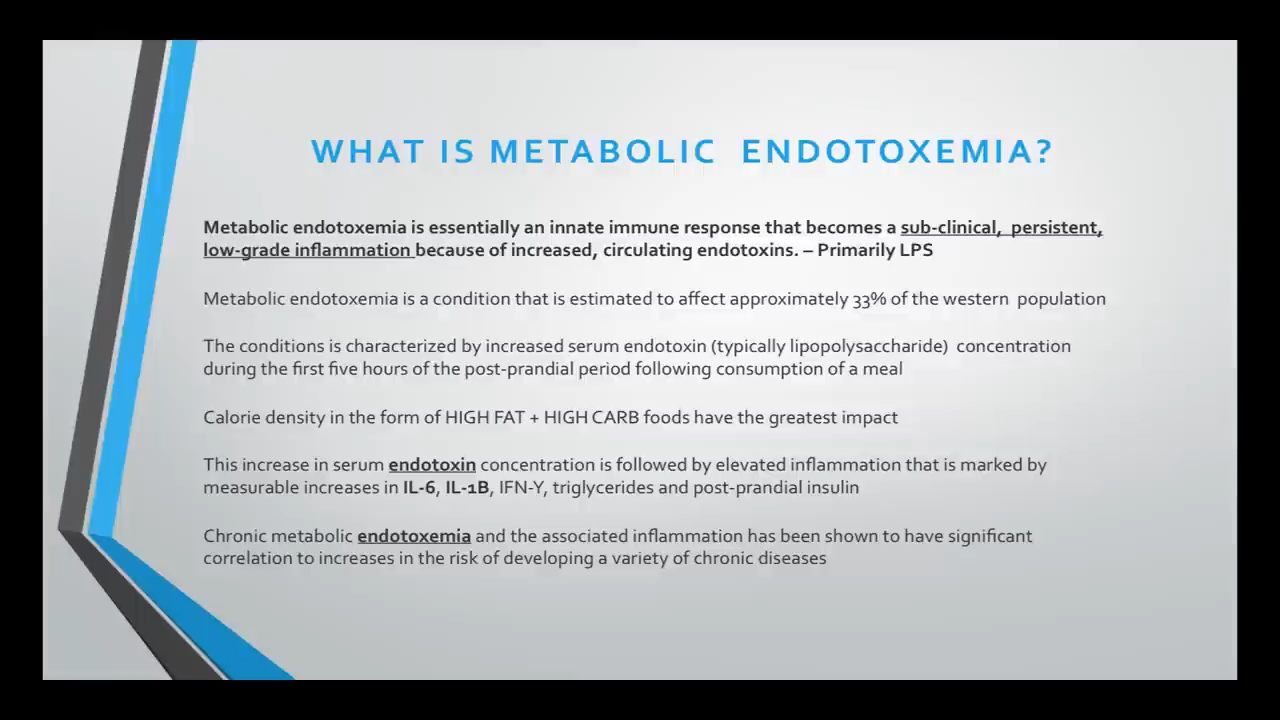 WHAT IS METABOLIC ENDOTOXEMIA?
Metabolic endotoxemia is essentially an innate immune response that becomes a sub-clinical, persistent,
low-grade inflammation because of increased, circulating endotoxins. – Primarily LPS
Metabolic endotoxemia is a condition that is estimated to affect approximately 33% of the western population
The conditions is characterized by increased serum endotoxin (typically lipopolysaccharide) concentration
during the first five hours of the post-prandial period following consumption of a meal
Calorie density in the form of HIGH FAT + HIGH CARB foods have the greatest impact
This increase in serum endotoxin concentration is followed by elevated inflammation that is marked by
measurable increases in IL-6, IL-1B, IFN-Y, triglycerides and post-prandial insulin
Chronic metabolic endotoxemia and the associated inflammation has been shown to have significant
correlation to increases in the risk of developing a variety of chronic diseases